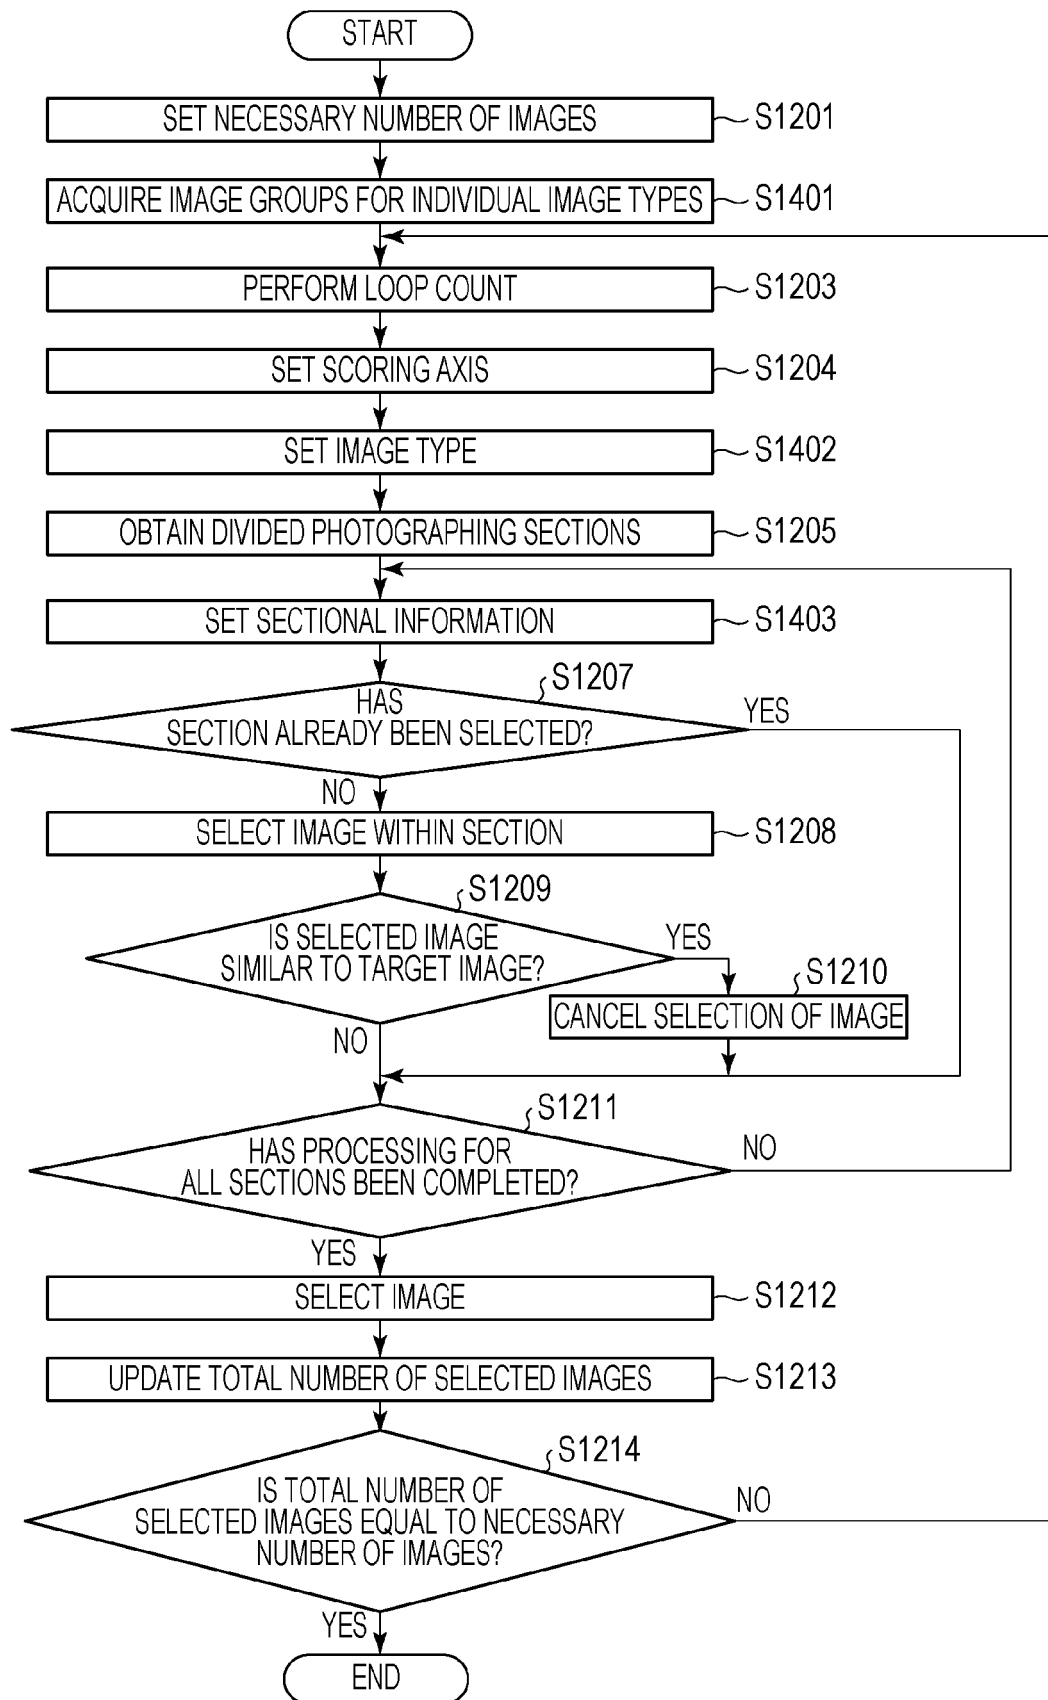 START
SET NECESSARY NUMBER OF IMAGES
S1201
ACQUIRE IMAGE GROUPS FOR INDIVIDUAL IMAGE TYPES
S1401
PERFORM LOOP COUNT
S1203
SET SCORING AXIS
S1204
SET IMAGE TYPE
S1402
OBTAIN DIVIDED PHOTOGRAPHING SECTIONS
S1205
SET SECTIONAL INFORMATION
S1403
S1207
HAS
SECTION ALREADY BEEN SELECTED?
YES
NO
SELECT IMAGE WITHIN SECTION
S1208
S1209
IS SELECTED IMAGE
SIMILAR TO TARGET IMAGE?
YES
S1210
CANCEL SELECTION OF IMAGE
NO
S1211
HAS PROCESSING FOR
ALL SECTIONS BEEN COMPLETED?
NO
YES
SELECT IMAGE
S1212
UPDATE TOTAL NUMBER OF SELECTED IMAGES
S1213
S1214
IS TOTAL NUMBER OF
SELECTED IMAGES EQUAL TO NECESSARY
NUMBER OF IMAGES?
NO
YES
END